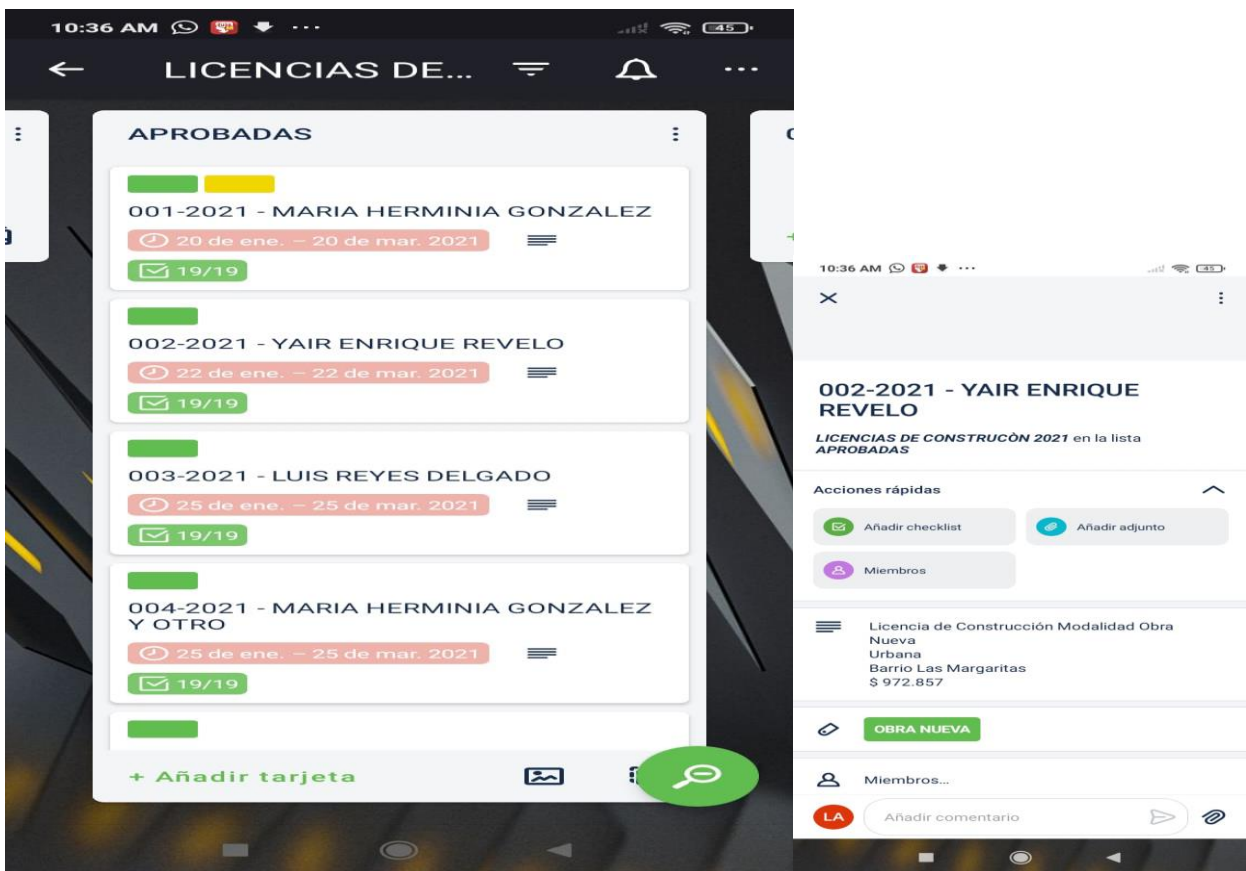 10:36 AM
45
LICENCIAS DE...
APROBADAS
001-2021 - MARIA HERMINIA GONZALEZ
20 de ene. – 20 de mar. 2021
19/19
002-2021 - YAIR ENRIQUE REVELO
22 de ene. – 22 de mar. 2021
19/19
003-2021 - LUIS REYES DELGADO
25 de ene. – 25 de mar. 2021
19/19
004-2021 - MARIA HERMINIA GONZALEZ
Y OTRO
25 de ene. – 25 de mar. 2021
19/19
+ Añadir tarjeta
10:36 AM
45
002-2021 - YAIR ENRIQUE
REVELO
LICENCIAS DE CONSTRUCÒN 2021 en la lista
APROBADAS
Acciones rápidas
Añadir checklist
Añadir adjunto
Miembros
Licencia de Construcción Modalidad Obra
Nueva
Urbana
Barrio Las Margaritas
$ 972.857
OBRA NUEVA
Miembros...
LA
Añadir comentario